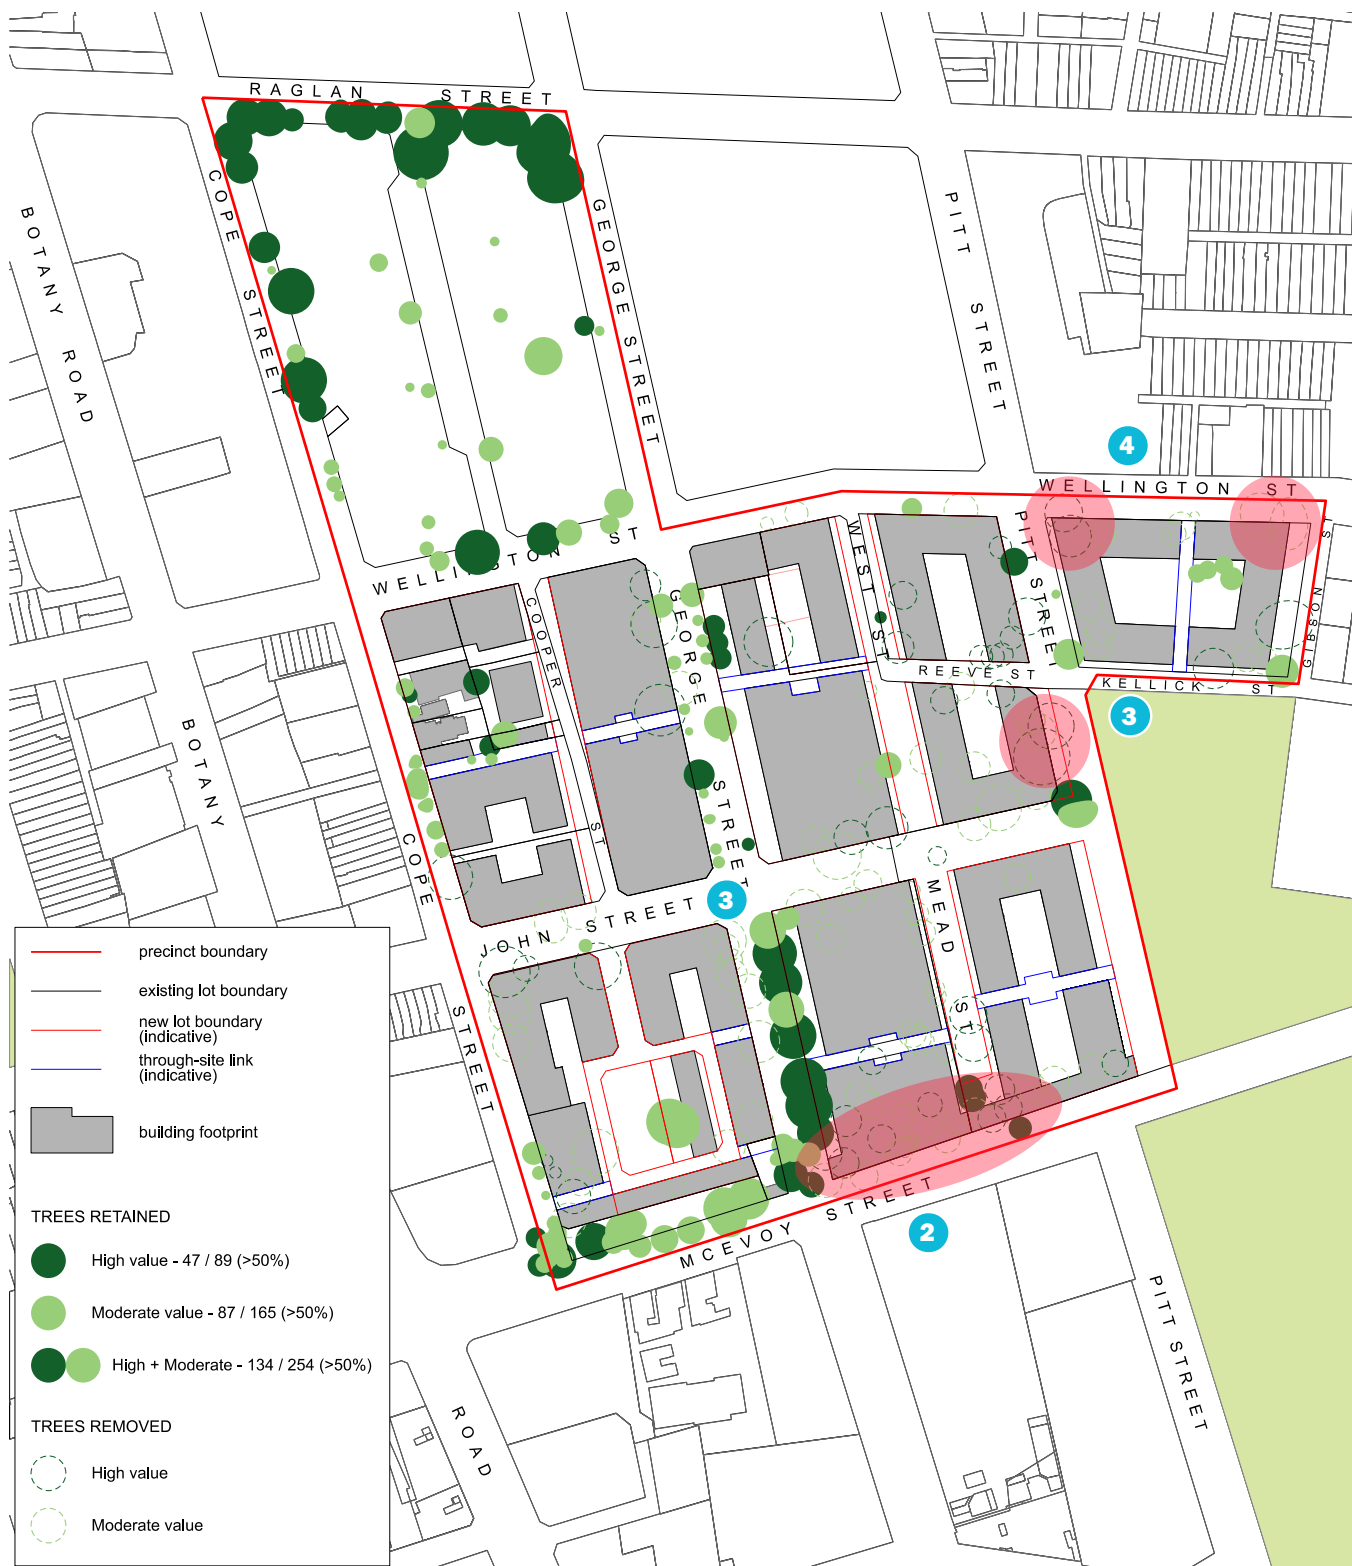 RAGLAN STREET
COPE STREET
BOTANY ROAD
GEORGE STREET
PITT STREET
4
WELLINGTON ST
WELLINGTON ST
COOPER ST
GEORGE STREET
WEST ST
PITT STREET
GIBSON ST
REEVE ST
KELLICK ST
3
BOTANY
ROAD
COPE STREET
JOHN STREET
3
MEAD ST
MCEVOY STREET
2
PITT STREET
precinct boundary
existing lot boundary
new lot boundary
(indicative)
through-site link
(indicative)
building footprint
TREES RETAINED
High value - 47 / 89 (>50%)
Moderate value - 87 / 165 (>50%)
High + Moderate - 134 / 254 (>50%)
TREES REMOVED
High value
Moderate value